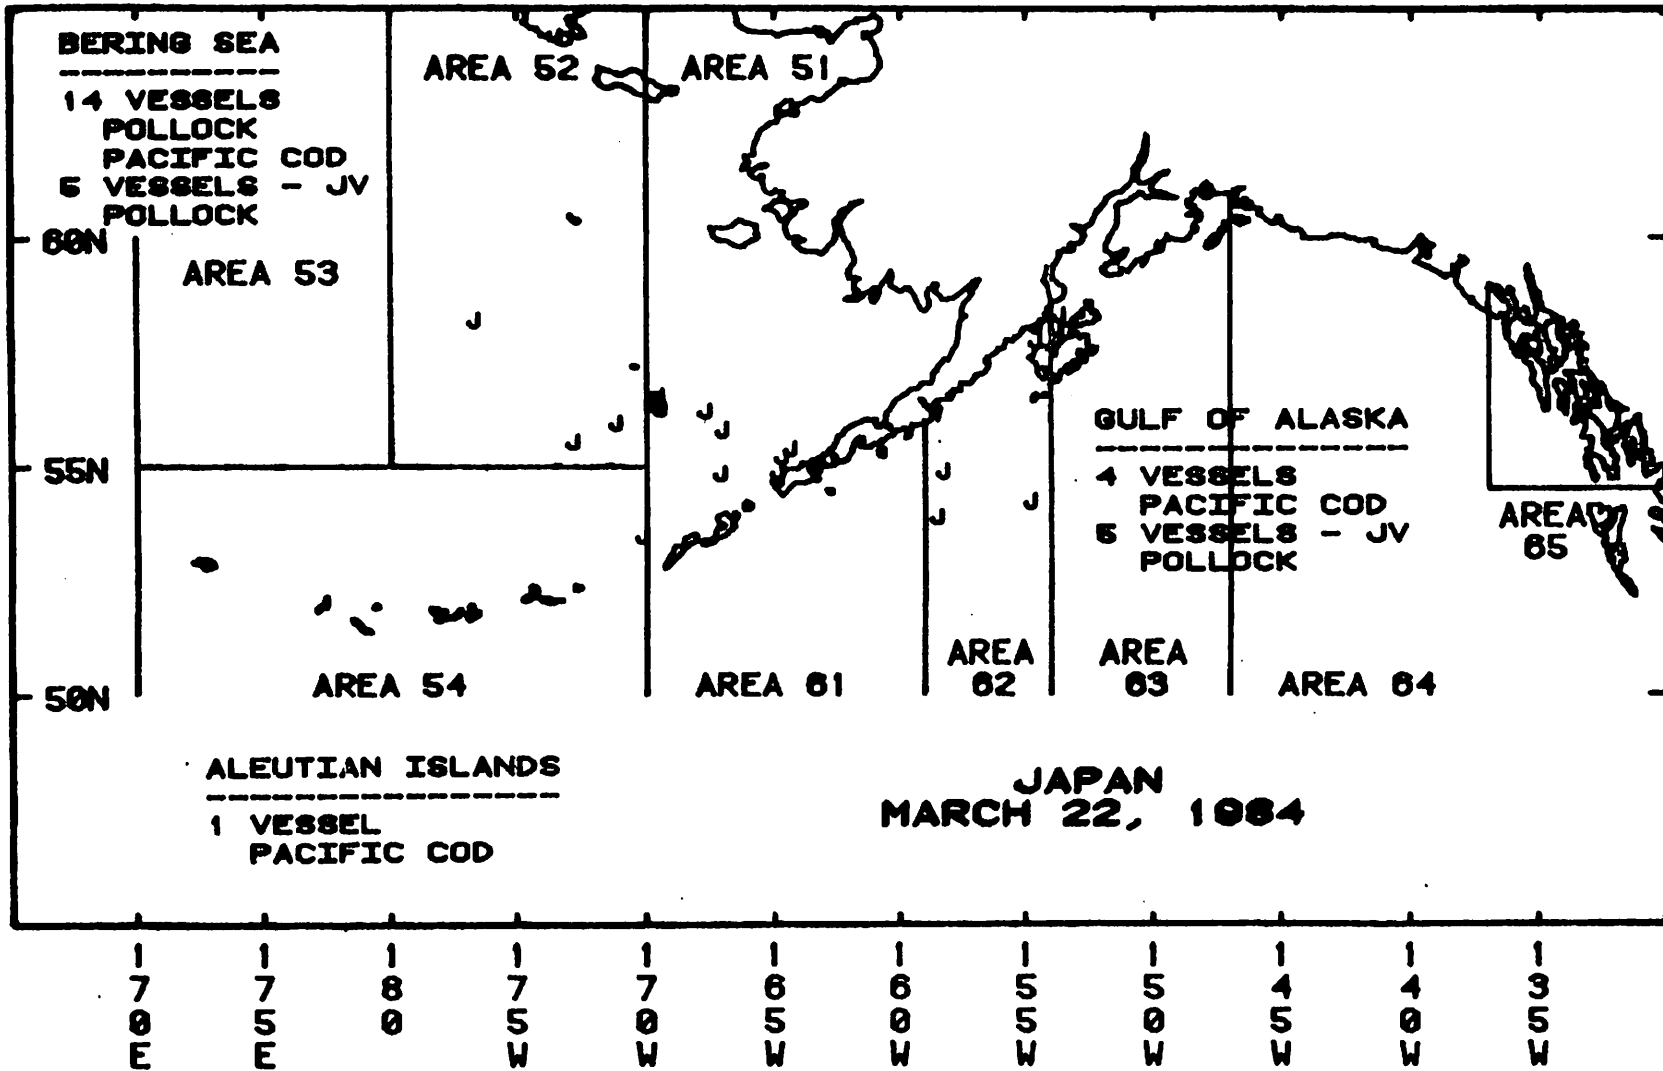 BERING SEA
14 VESSELS
POLLOCK
PACIFIC COD
5 VESSELS - JV
POLLOCK
AREA 52
AREA 51
60N
AREA 53
J
J
J
J
J
J
J
J
J
J
J
J
J
GULF OF ALASKA
4 VESSELS
PACIFIC COD
5 VESSELS - JV
POLLOCK
55N
AREA
65
AREA 54
AREA 61
AREA
62
AREA
63
AREA 64
50N
ALEUTIAN ISLANDS
1 VESSEL
PACIFIC COD
JAPAN
MARCH 22, 1984
170E
175E
180
175W
170W
165W
160W
155W
150W
145W
140W
135W